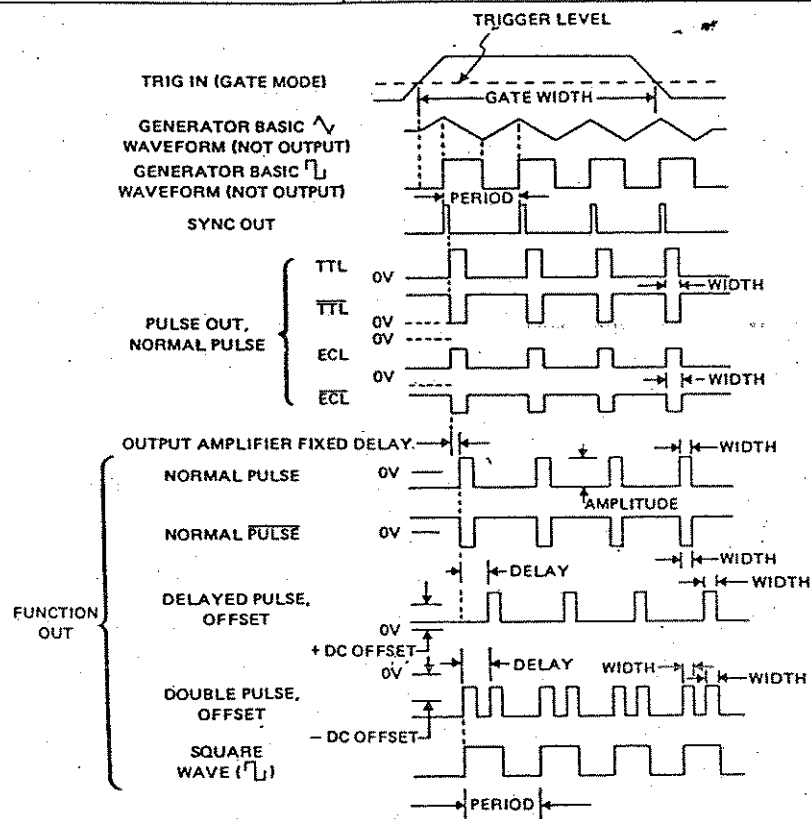 TRIGGER LEVEL
TRIG IN (GATE MODE)
GATE WIDTH
GENERATOR BASIC
WAVEFORM (NOT OUTPUT)
GENERATOR BASIC
WAVEFORM (NOT OUTPUT)
PERIOD
SYNC OUT
TTL
0V
WIDTH
TTL
0V
PULSE OUT,
NORMAL PULSE
0V
ECL
0V
WIDTH
ECL
OUTPUT AMPLIFIER FIXED DELAY
WIDTH
NORMAL PULSE
0V
AMPLITUDE
NORMAL PULSE
0V
WIDTH
DELAY
WIDTH
FUNCTION
OUT
DELAYED PULSE,
OFFSET
0V
+ DC OFFSET
0V
DELAY
WIDTH
WIDTH
DOUBLE PULSE,
OFFSET
– DC OFFSET
SQUARE
WAVE ( )
PERIOD